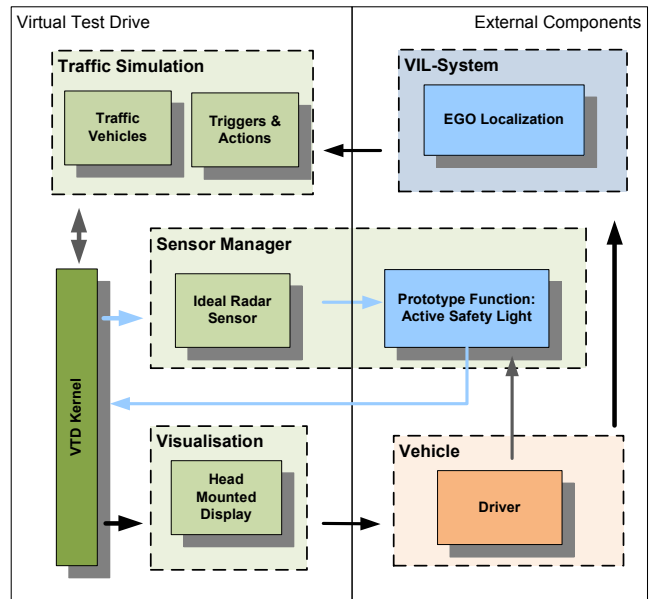 Virtual Test Drive
External Components
Traffic Simulation
Traffic
Vehicles
Triggers &
Actions
VIL-System
EGO Localization
Sensor Manager
Ideal Radar
Sensor
Prototype Function:
Active Safety Light
VTD Kernel
Visualisation
Head
Mounted
Display
Vehicle
Driver